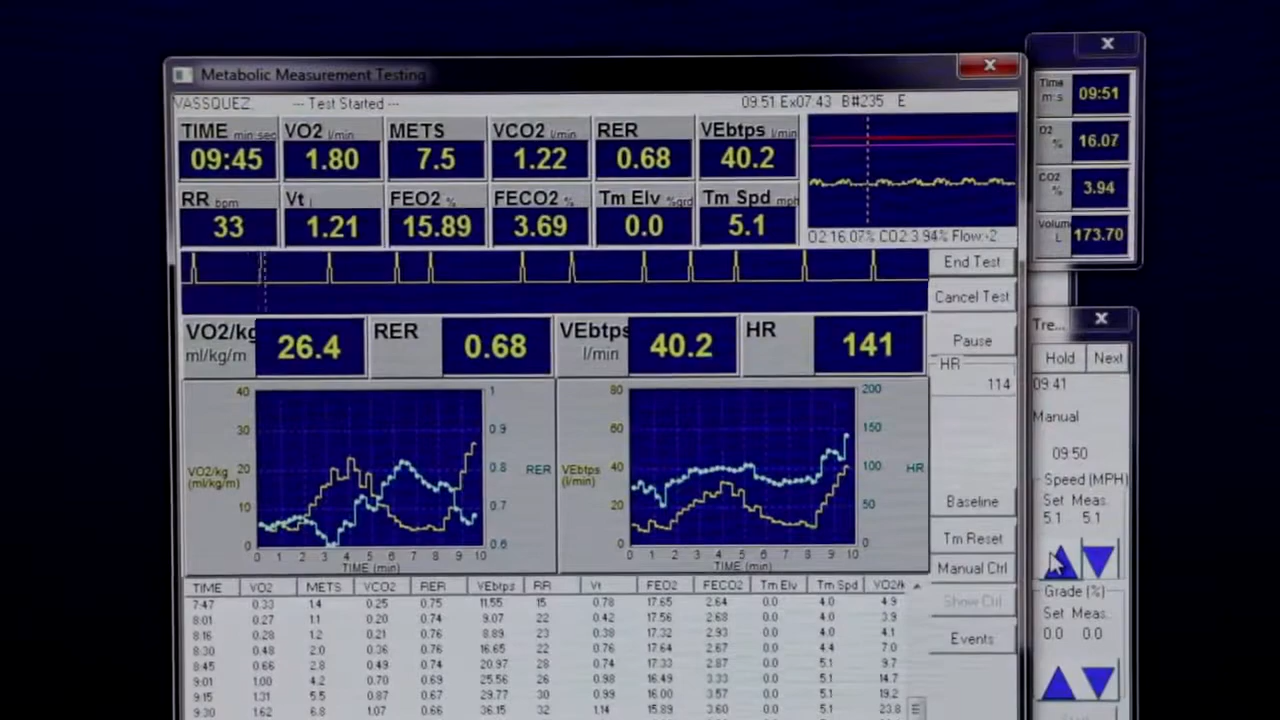 Metabolic Measurement Testing
VASSQUEZ, --- Test Started --- 09:51 Ex07:43 B#235 E
TIME min:sec VO2 l/min METS VCO2 l/min RER VEbtps l/min
09:45 1.80 7.5 1.22 0.68 40.2
RR bpm Vt l FEO2 % FECO2 % Tm Elv %grd Tm Spd mph
33 1.21 15.89 3.69 0.0 5.1
O2 16.07% CO2 3.94% Flow:-2
End Test
Cancel Test
Pause
HR
114
Baseline
Tm Reset
Manual Ctrl
Show Ctrl
Events
VO2/kg ml/kg/m 26.4 RER 0.68 VEbtps l/min 40.2 HR 141
40 30 20 10 0
VO2/kg
(ml/kg/m)
1 0.9 0.8 0.7 0.6
RER
0 1 2 3 4 5 6 7 8 9 10
TIME (min)
80 60 40 20 0
VEbtps
(l/min)
200 150 100 50 0
HR
0 1 2 3 4 5 6 7 8 9 10
TIME (min)
TIME VO2 METS VCO2 RER VEbtps RR Vt FEO2 FECO2 Tm Elv Tm Spd VO2/k
7:47 0.33 1.4 0.25 0.75 11.55 15 0.78 17.65 2.64 0.0 4.0 4.9
8:01 0.27 1.1 0.20 0.74 9.07 22 0.42 17.56 2.68 0.0 4.0 3.9
8:16 0.28 1.2 0.21 0.76 8.89 23 0.38 17.32 2.93 0.0 4.0 4.1
8:30 0.48 2.0 0.36 0.76 16.65 22 0.76 17.64 2.67 0.0 4.4 7.0
8:45 0.66 2.8 0.49 0.74 20.97 28 0.74 17.33 2.87 0.0 5.1 9.7
9:01 1.00 4.2 0.70 0.69 25.56 26 0.98 16.49 3.33 0.0 5.1 14.7
9:15 1.31 5.5 0.87 0.67 29.77 30 0.99 16.00 3.57 0.0 5.1 19.2
9:30 1.62 6.8 1.07 0.66 36.15 32 1.14 15.89 3.60 0.0 5.1 23.8
Time m:s 09:51
O2 % 16.07
CO2 % 3.94
Volum L 173.70
Tre...
Hold Next
09:41
Manual
09:50
Speed (MPH)
Set Meas.
5.1 5.1
Grade (%)
Set Meas.
0.0 0.0